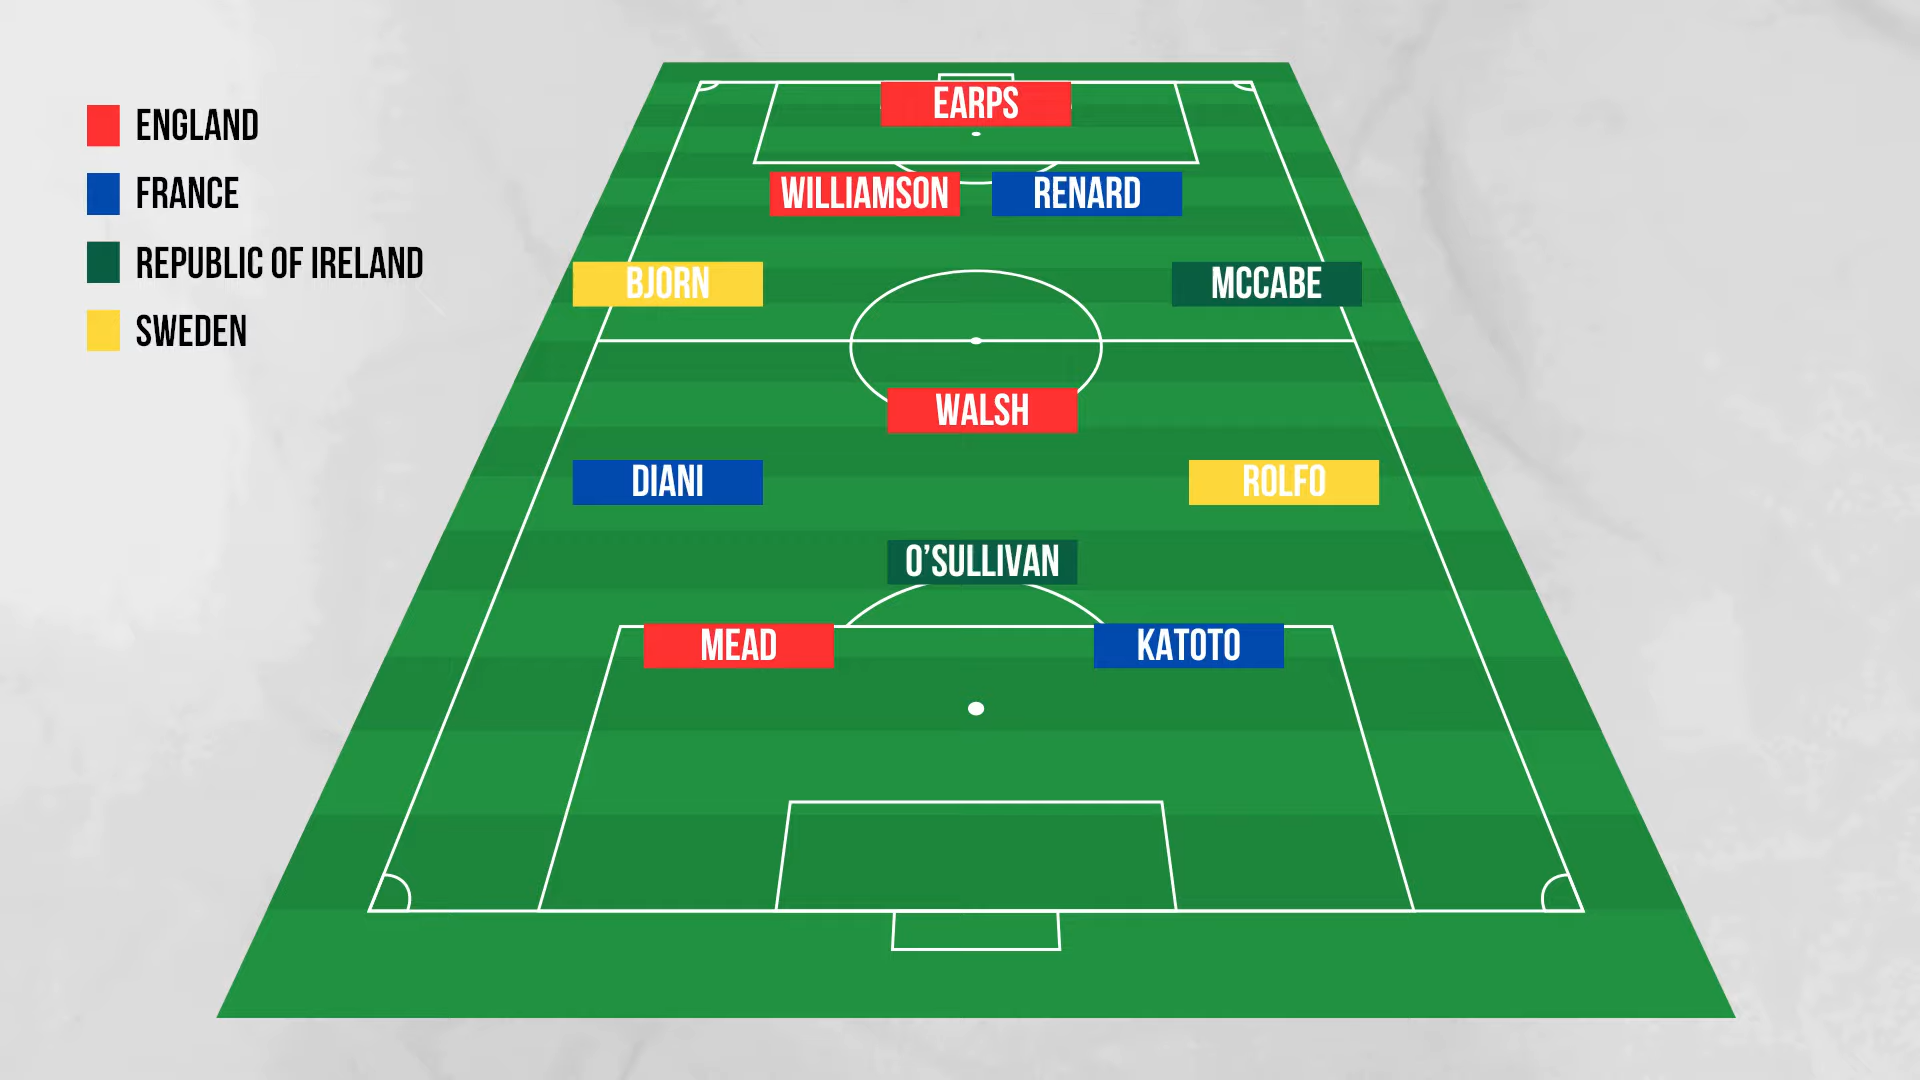 ENGLAND
FRANCE
REPUBLIC OF IRELAND
SWEDEN
EARPS
WILLIAMSON
RENARD
BJORN
MCCABE
WALSH
DIANI
ROLFO
O'SULLIVAN
MEAD
KATOTO